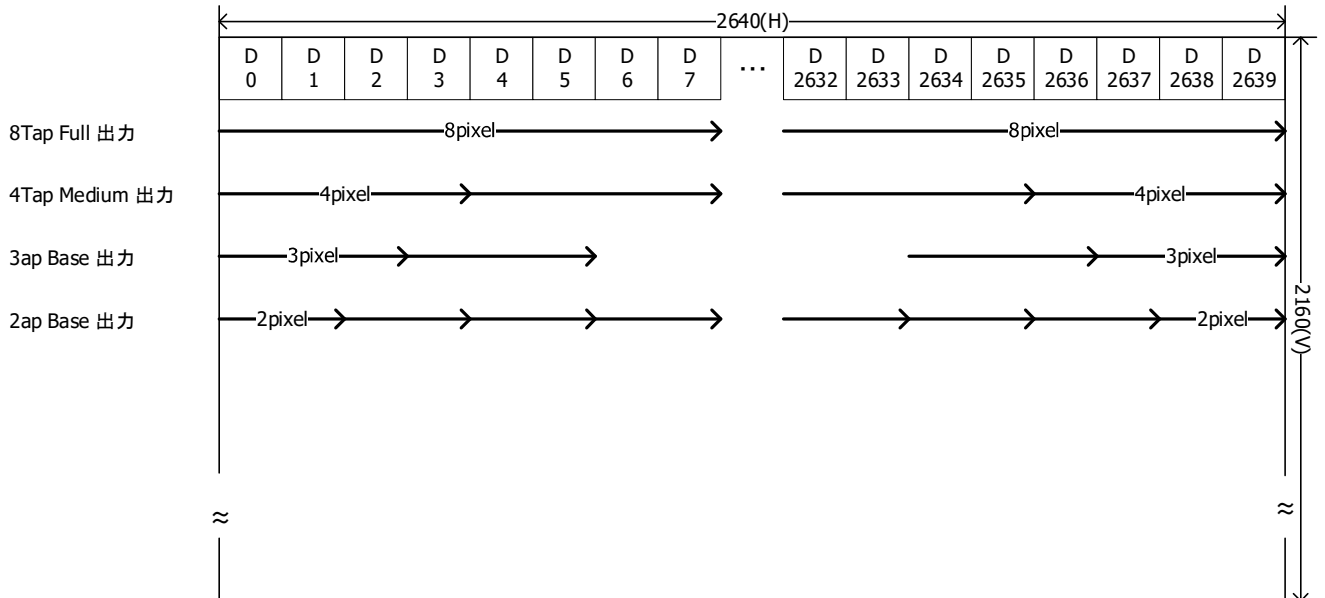 2640(H)
D 0 D 1 D 2 D 3 D 4 D 5 D 6 D 7 ... D 2632 D 2633 D 2634 D 2635 D 2636 D 2637 D 2638 D 2639
8Tap Full 出力 8pixel 8pixel
4Tap Medium 出力 4pixel 4pixel
3ap Base 出力 3pixel 3pixel
2ap Base 出力 2pixel 2pixel
2160(V)
≈ ≈